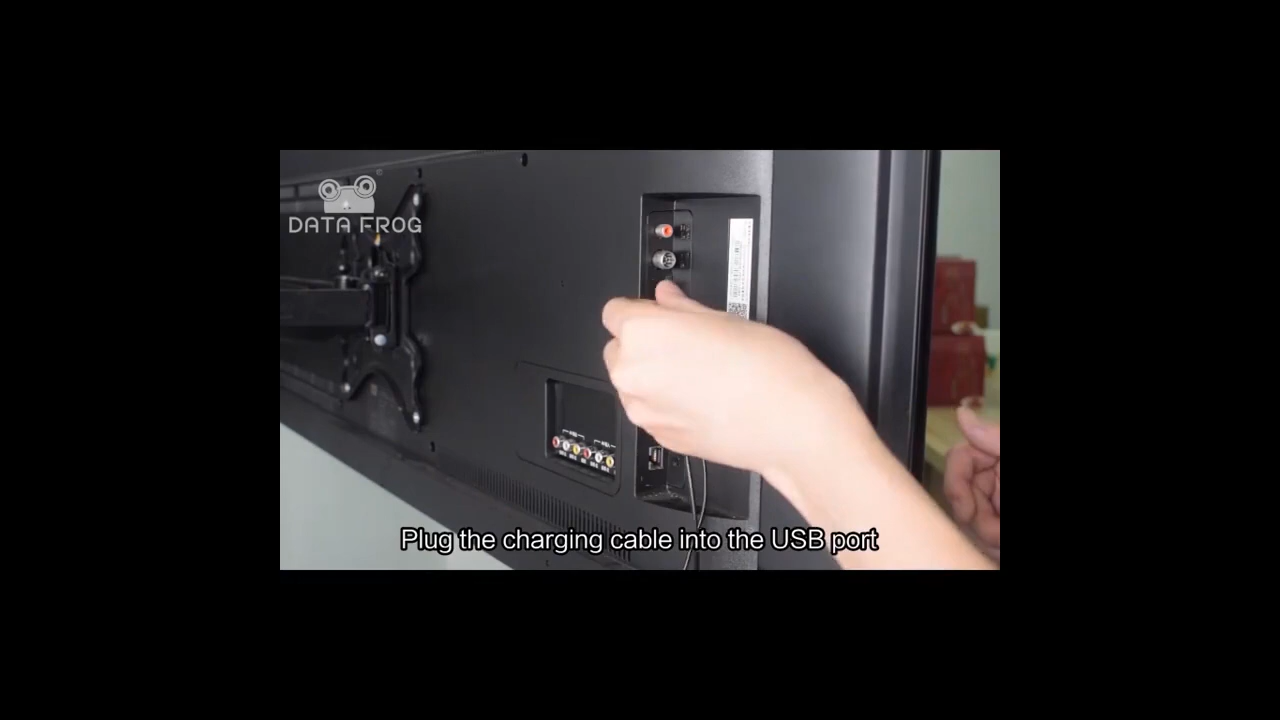 DATA FROG
Plug the charging cable into the USB port